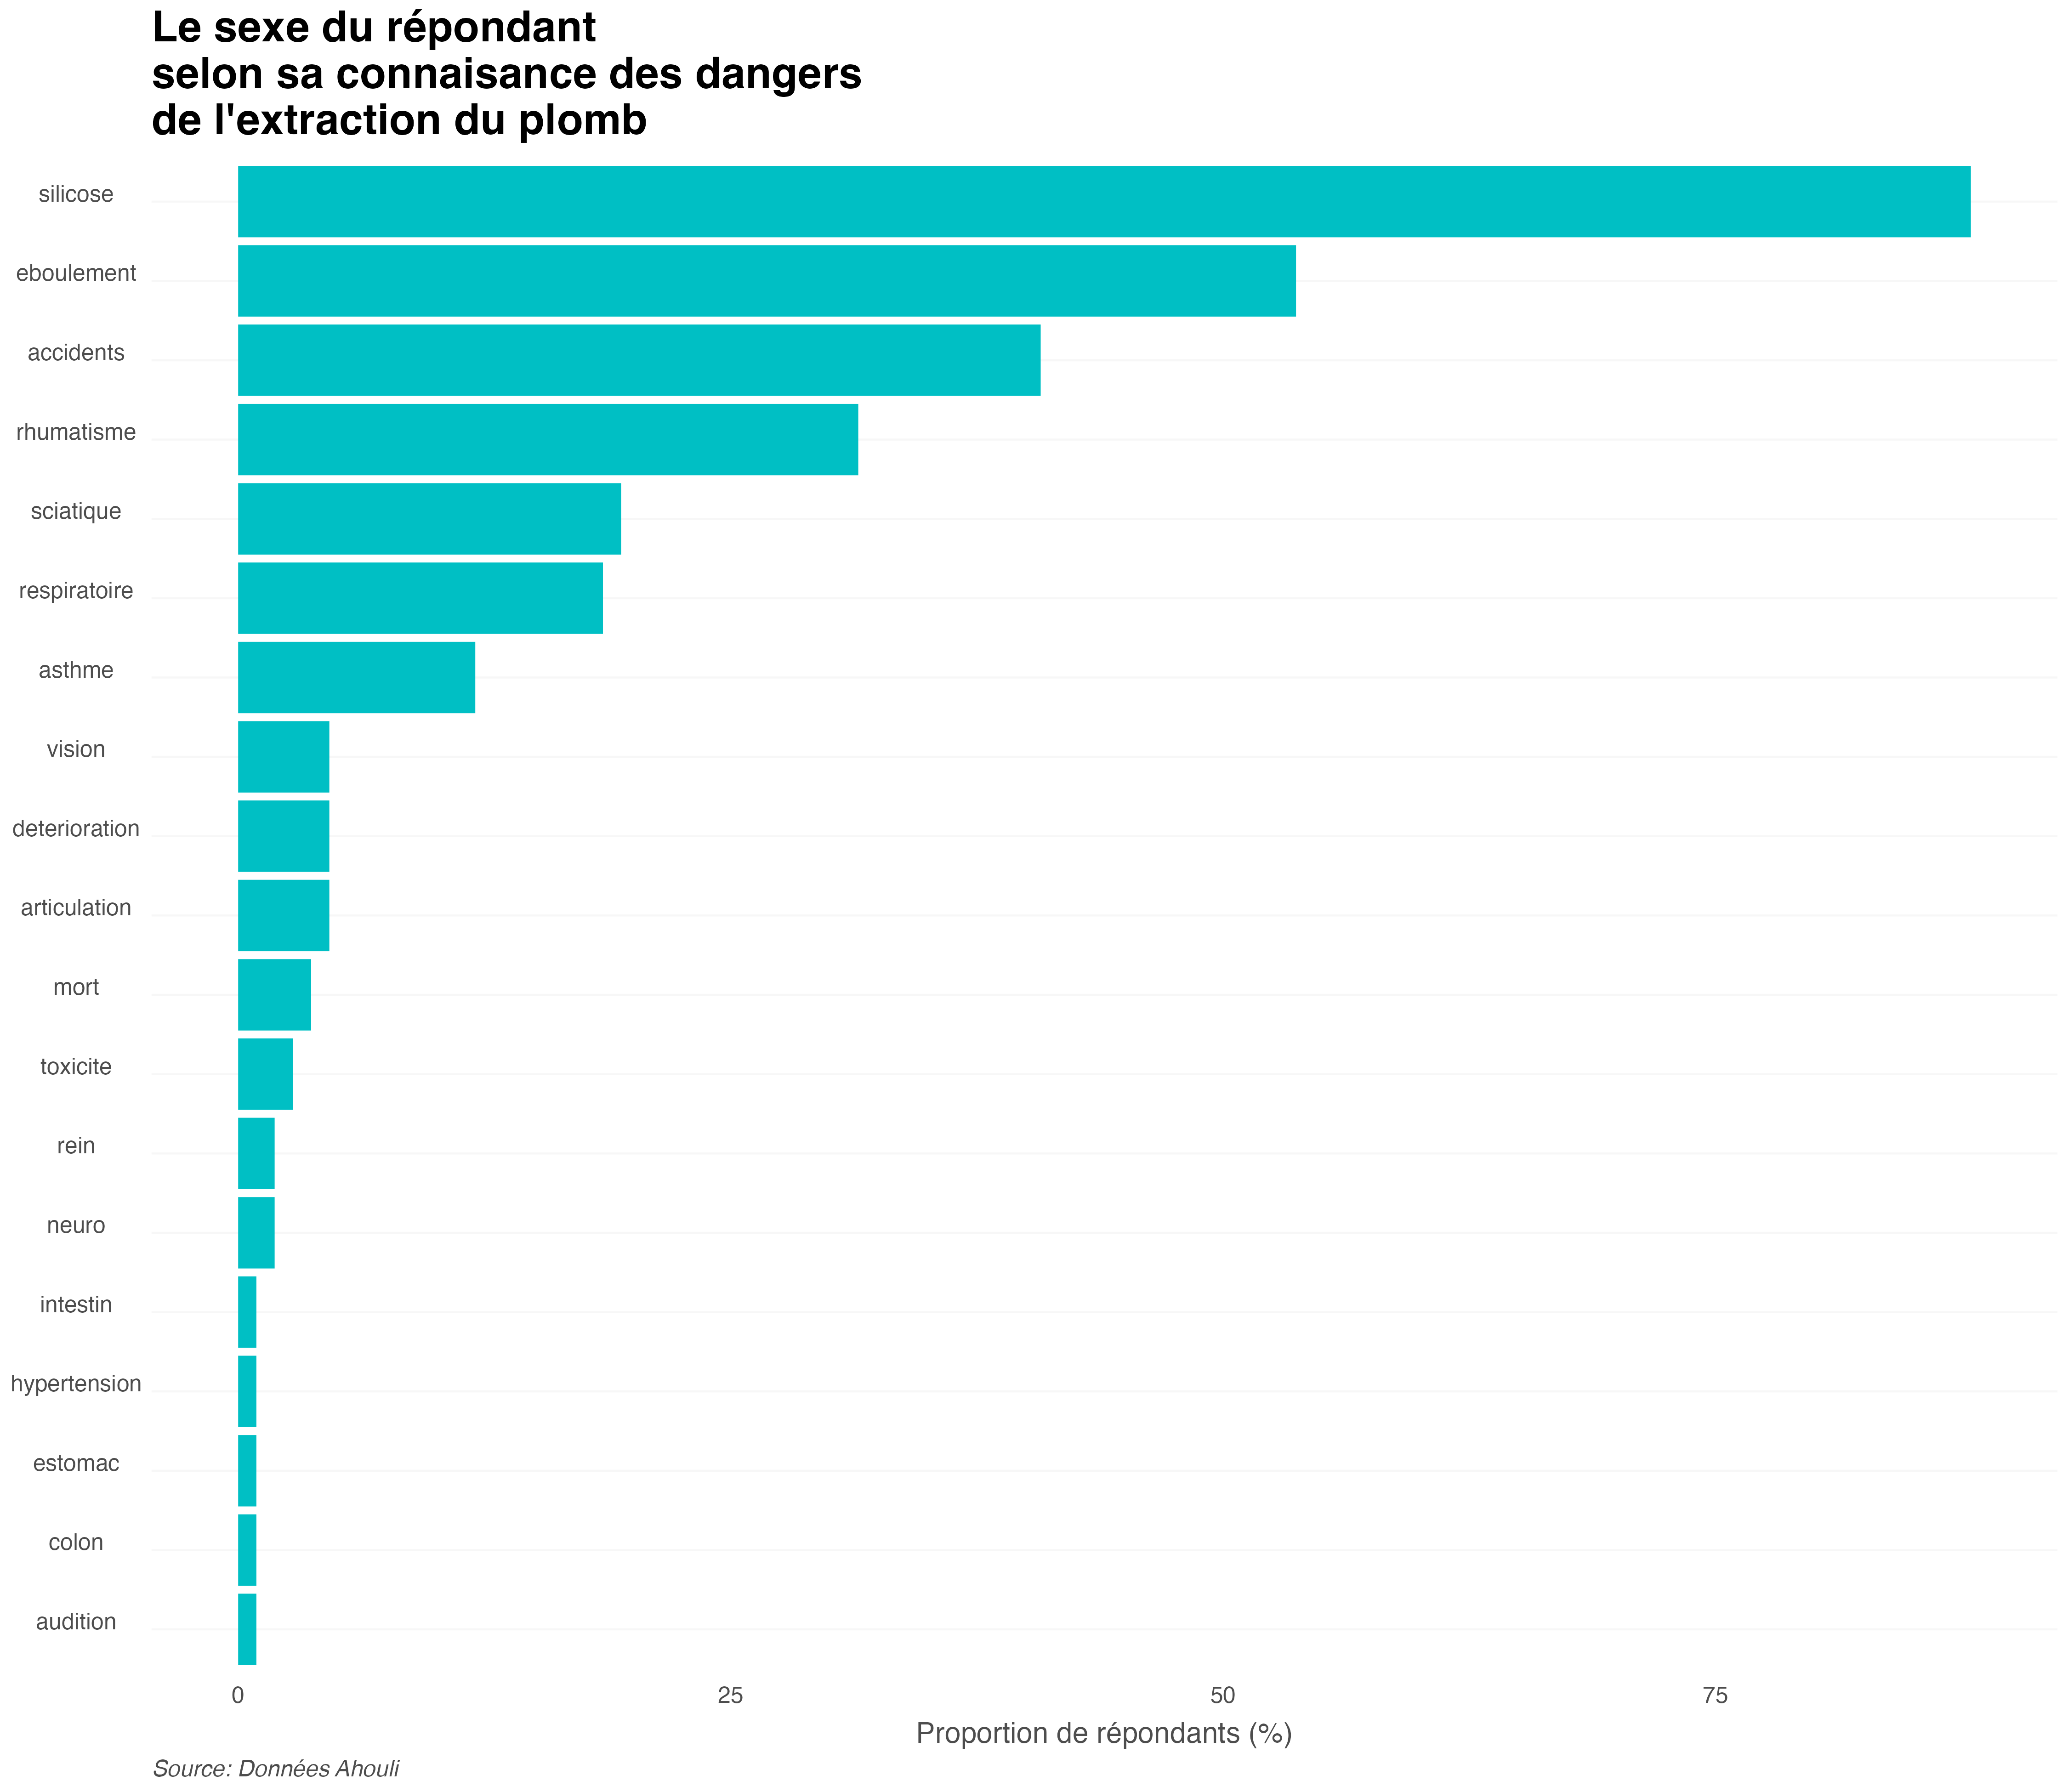 Le sexe du répondant
selon sa connaisance des dangers
de l'extraction du plomb
silicose
eboulement
accidents
rhumatisme
sciatique
respiratoire
asthme
vision
deterioration
articulation
mort
toxicite
rein
neuro
intestin
hypertension
estomac
colon
audition
0 25 50 75
Proportion de répondants (%)
Source: Données Ahouli